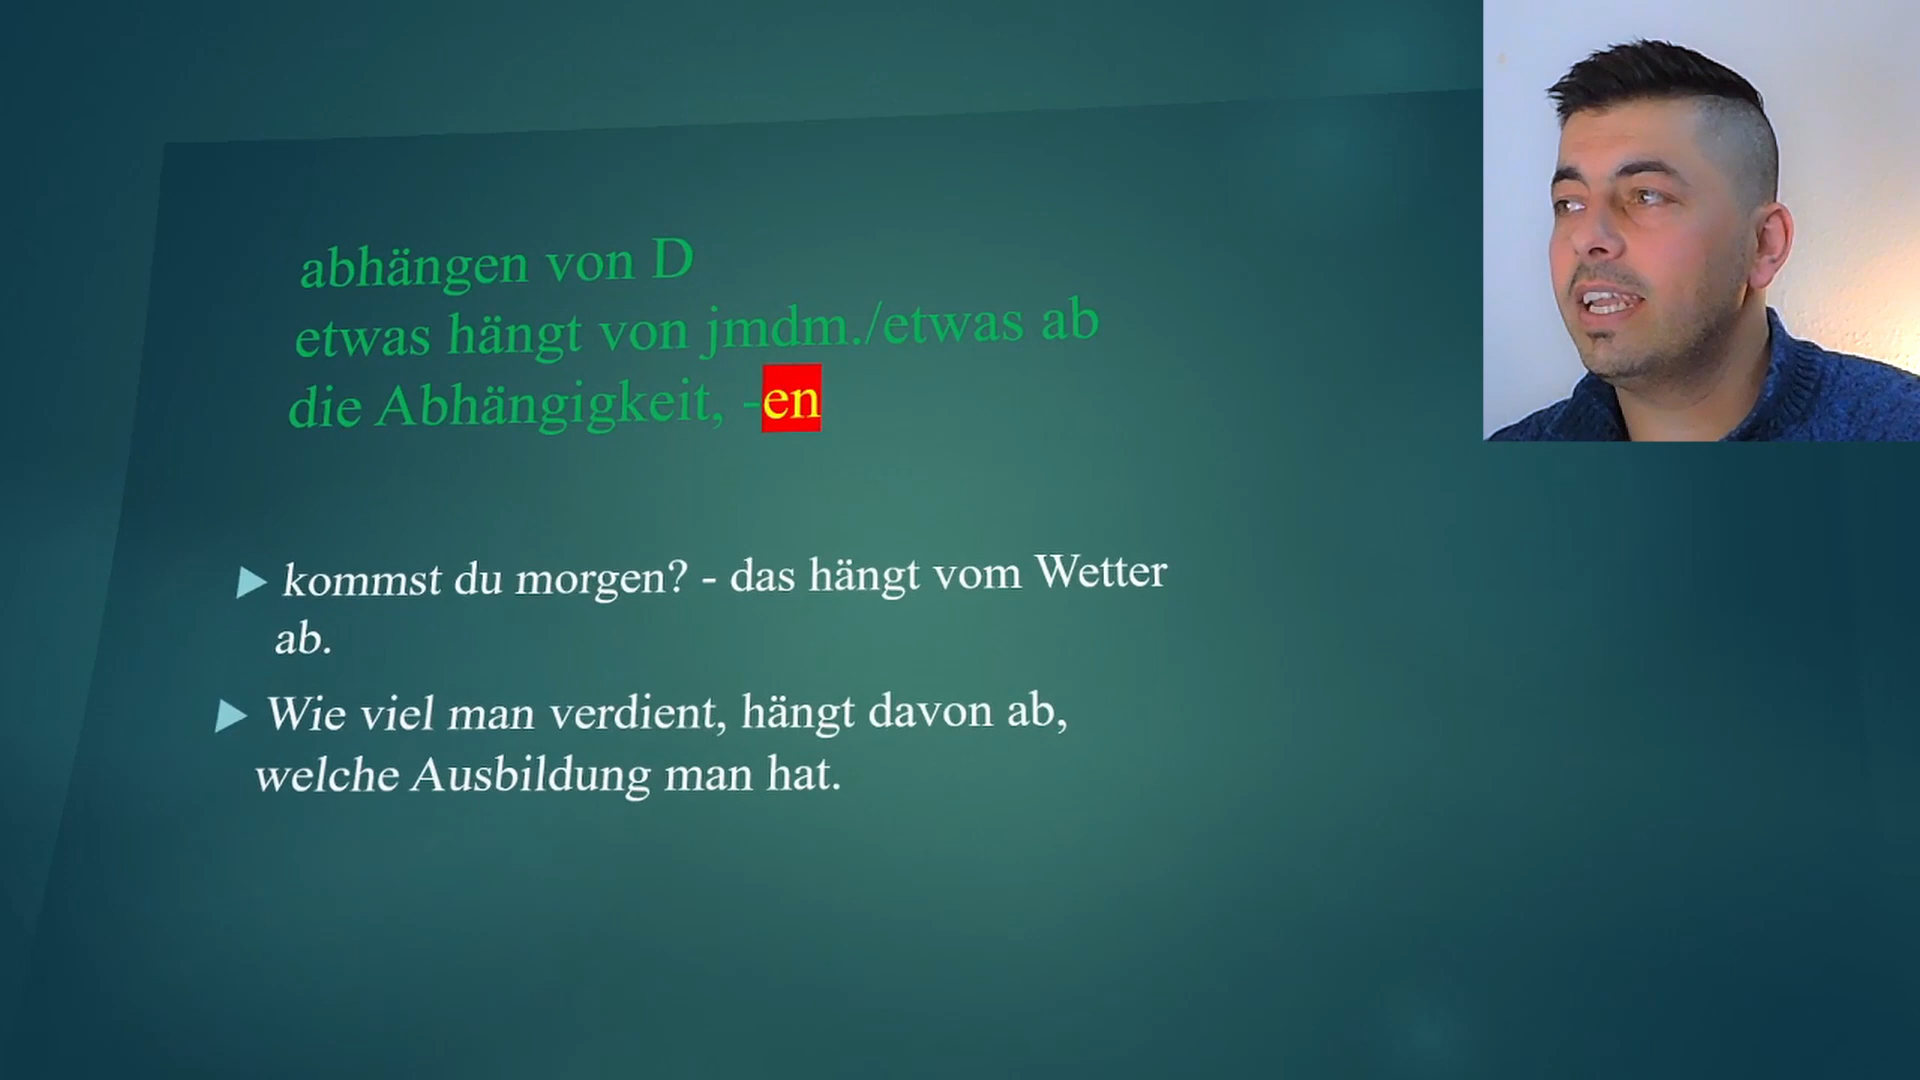 abhängen von D
etwas hängt von jmdm./etwas ab
die Abhängigkeit, -en
kommst du morgen? - das hängt vom Wetter
ab.
Wie viel man verdient, hängt davon ab,
welche Ausbildung man hat.